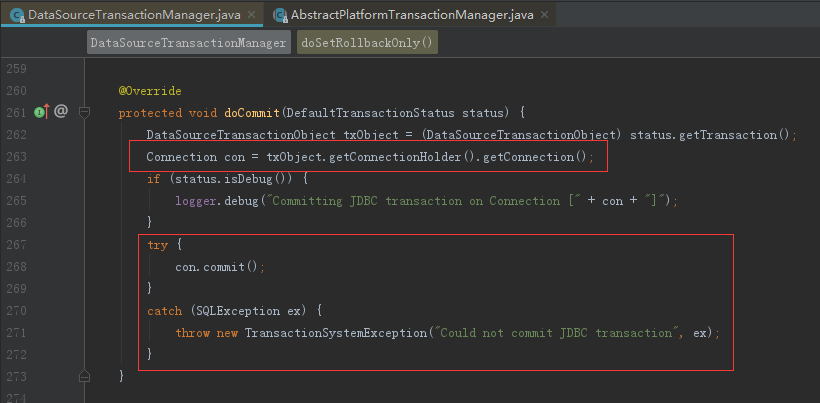 DataSourceTransactionManager.java × AbstractPlatformTransactionManager.java ×
DataSourceTransactionManager doSetRollbackOnly()
259
260 @Override
261 @ protected void doCommit(DefaultTransactionStatus status) {
262 DataSourceTransactionObject txObject = (DataSourceTransactionObject) status.getTransaction();
263 Connection con = txObject.getConnectionHolder().getConnection();
264 if (status.isDebug()) {
265 logger.debug("Committing JDBC transaction on Connection [" + con + "]");
266 }
267 try {
268 con.commit();
269 }
270 catch (SQLException ex) {
271 throw new TransactionSystemException("Could not commit JDBC transaction", ex);
272 }
273 }
274